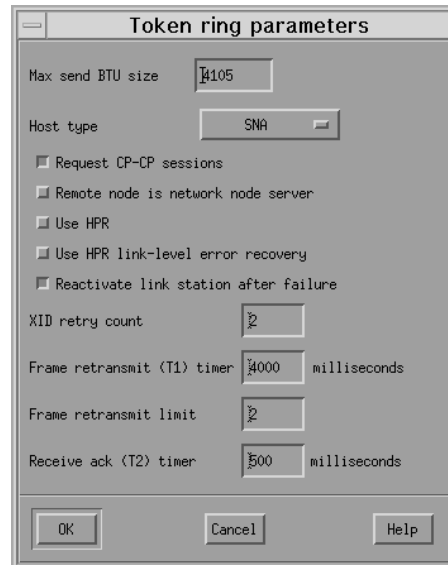 Token ring parameters
Max send BTU size 4105
Host type SNA
Request CP-CP sessions
Remote node is network node server
Use HPR
Use HPR link-level error recovery
Reactivate link station after failure
XID retry count 2
Frame retransmit (T1) timer 4000 milliseconds
Frame retransmit limit 2
Receive ack (T2) timer 500 milliseconds
OK Cancel Help